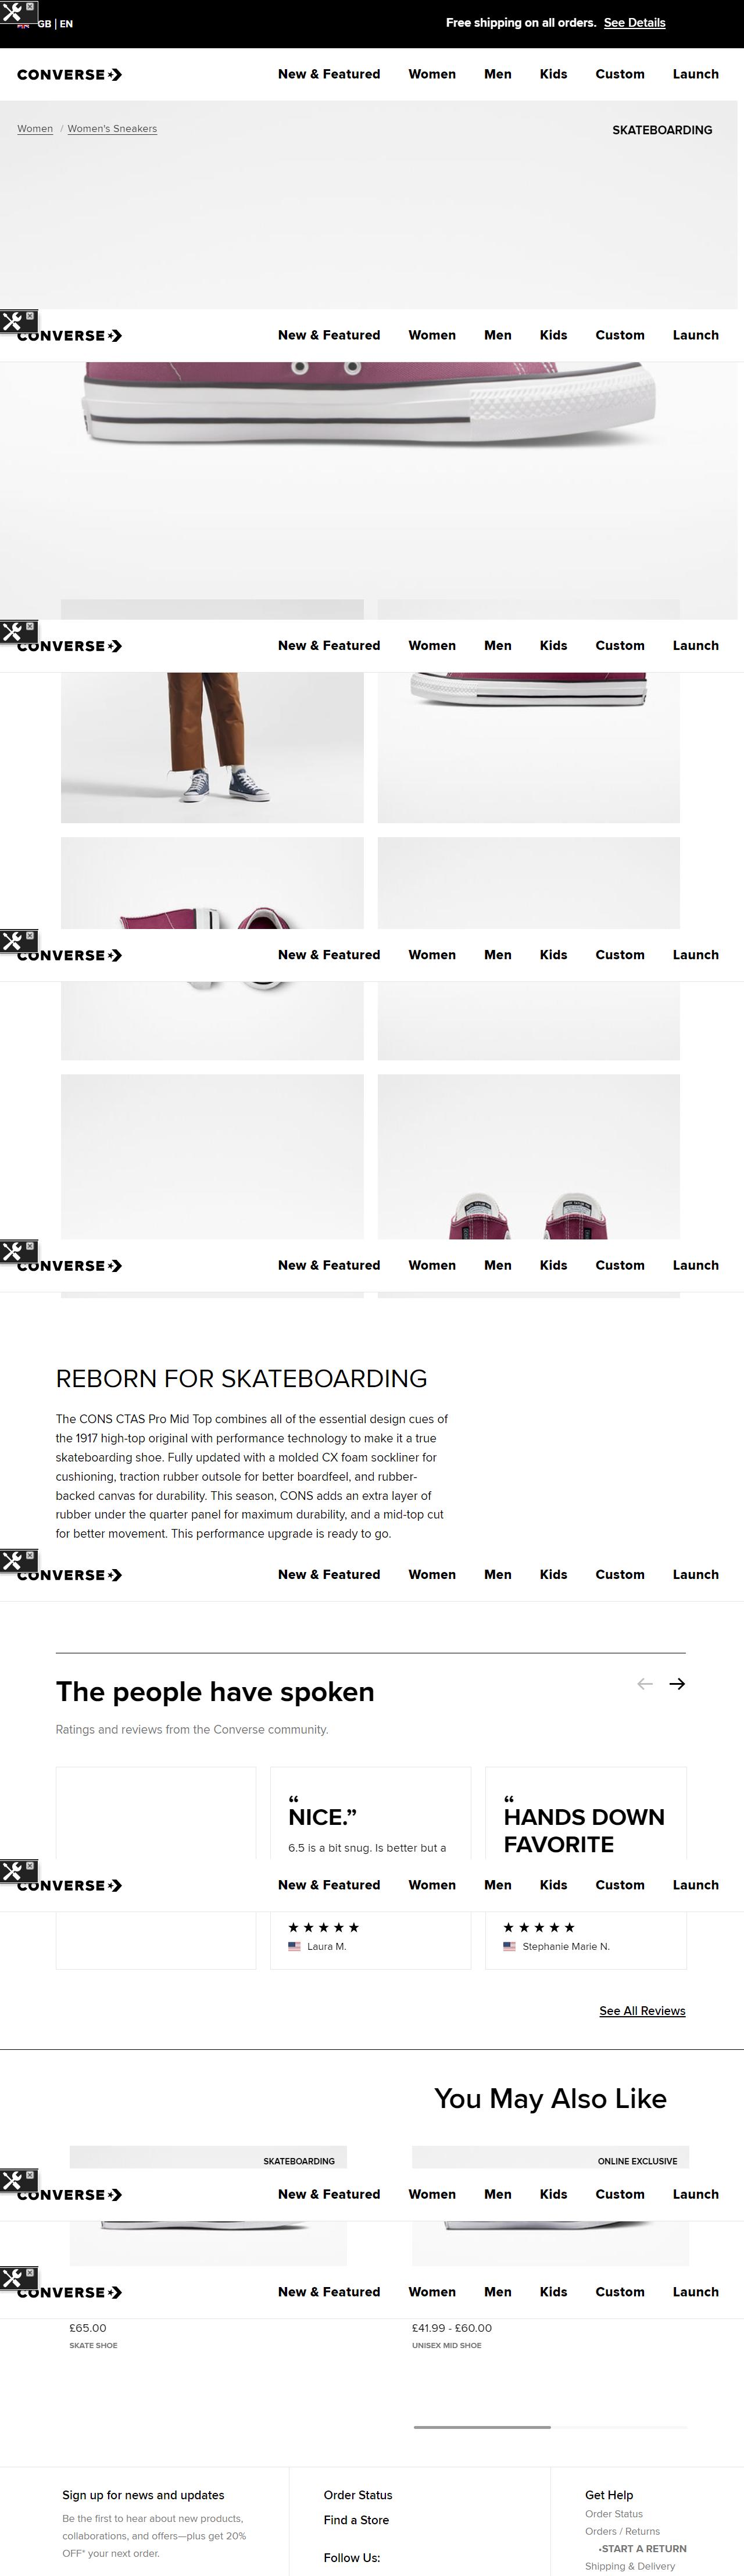 GB | EN
Free shipping on all orders. See Details
CONVERSE
New & Featured Women Men Kids Custom Launch
Women / Women's Sneakers
SKATEBOARDING
CONVERSE
New & Featured Women Men Kids Custom Launch
CONVERSE
New & Featured Women Men Kids Custom Launch
CONVERSE
New & Featured Women Men Kids Custom Launch
CONVERSE
New & Featured Women Men Kids Custom Launch
REBORN FOR SKATEBOARDING
The CONS CTAS Pro Mid Top combines all of the essential design cues of
the 1917 high-top original with performance technology to make it a true
skateboarding shoe. Fully updated with a molded CX foam sockliner for
cushioning, traction rubber outsole for better boardfeel, and rubber-
backed canvas for durability. This season, CONS adds an extra layer of
rubber under the quarter panel for maximum durability, and a mid-top cut
for better movement. This performance upgrade is ready to go.
CONVERSE
New & Featured Women Men Kids Custom Launch
The people have spoken
Ratings and reviews from the Converse community.
“
NICE.”
6.5 is a bit snug. Is better but a
“
HANDS DOWN
FAVORITE
CONVERSE
New & Featured Women Men Kids Custom Launch
★ ★ ★ ★ ★
Laura M.
★ ★ ★ ★ ★
Stephanie Marie N.
See All Reviews
You May Also Like
SKATEBOARDING
ONLINE EXCLUSIVE
CONVERSE
New & Featured Women Men Kids Custom Launch
CONVERSE
New & Featured Women Men Kids Custom Launch
£65.00
SKATE SHOE
£41.99 - £60.00
UNISEX MID SHOE
Sign up for news and updates
Be the first to hear about new products,
collaborations, and offers—plus get 20%
OFF* your next order.
Order Status
Find a Store
Follow Us:
Get Help
Order Status
Orders / Returns
•START A RETURN
Shipping & Delivery